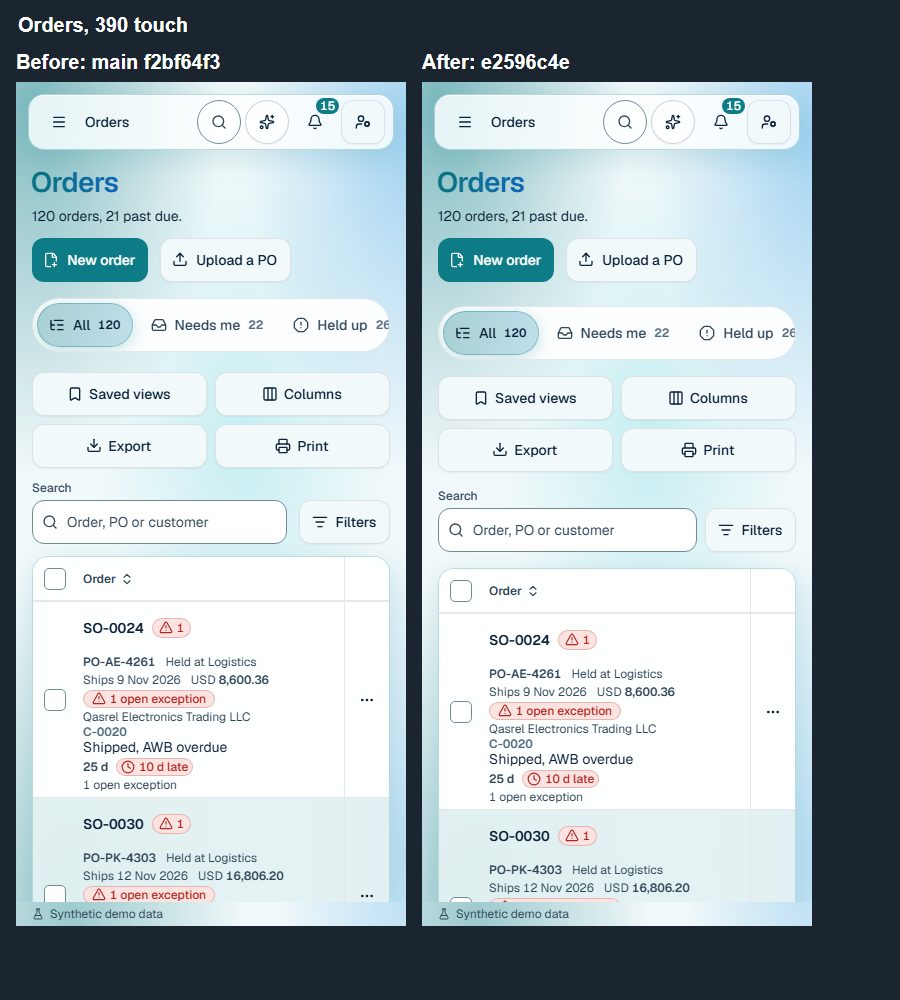 Orders, 390 touch
Before: main f2bf64f3
Orders
15
Orders
120 orders, 21 past due.
New order
Upload a PO
All 120
Needs me 22
Held up 26
Saved views
Columns
Export
Print
Search
Order, PO or customer
Filters
Order
SO-0024 1
PO-AE-4261 Held at Logistics
Ships 9 Nov 2026 USD 8,600.36
1 open exception
Qasrel Electronics Trading LLC
C-0020
Shipped, AWB overdue
25 d 10 d late
1 open exception
SO-0030 1
PO-PK-4303 Held at Logistics
Ships 12 Nov 2026 USD 16,806.20
1 open exception
Synthetic demo data
After: e2596c4e
Orders
15
Orders
120 orders, 21 past due.
New order
Upload a PO
All 120
Needs me 22
Held up 26
Saved views
Columns
Export
Print
Search
Order, PO or customer
Filters
Order
SO-0024 1
PO-AE-4261 Held at Logistics
Ships 9 Nov 2026 USD 8,600.36
1 open exception
Qasrel Electronics Trading LLC
C-0020
Shipped, AWB overdue
25 d 10 d late
1 open exception
SO-0030 1
PO-PK-4303 Held at Logistics
Ships 12 Nov 2026 USD 16,806.20
Synthetic demo data